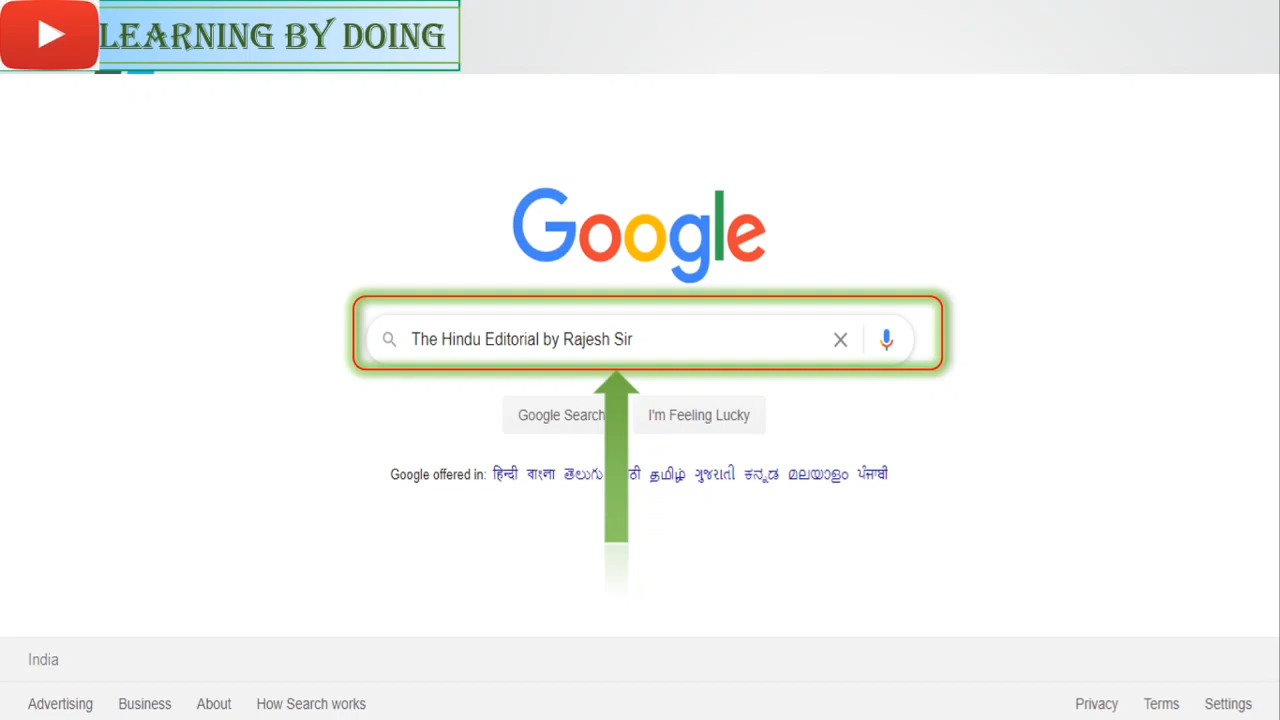 LEARNING BY DOING
Google
The Hindu Editorial by Rajesh Sir
Google Search I'm Feeling Lucky
Google offered in: हिन्दी বাংলা తెలుగు ठी தமிழ் ગુજરાતી ಕನ್ನಡ മലയാളം ਪੰਜਾਬੀ
India
Advertising Business About How Search works Privacy Terms Settings